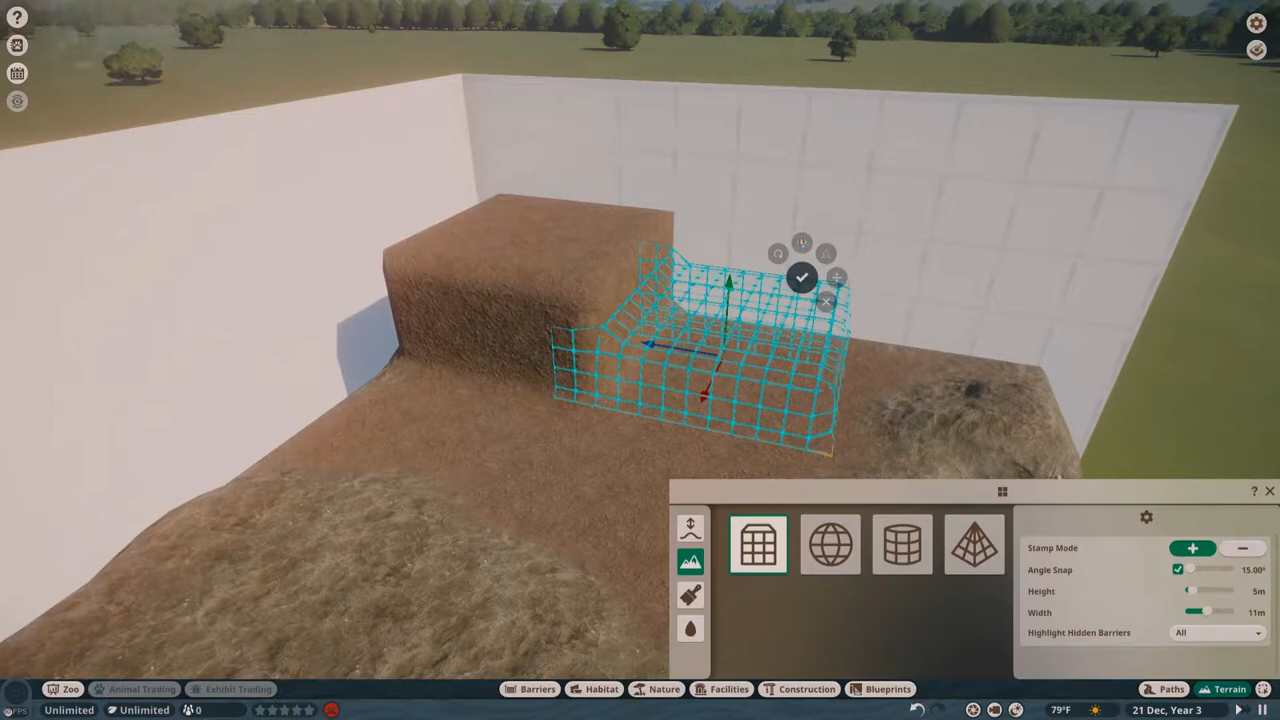 ?
? ×
Stamp Mode + −
Angle Snap 15.00°
Height 5m
Width 11m
Highlight Hidden Barriers All
Zoo Animal Trading Exhibit Trading Barriers Habitat Nature Facilities Construction Blueprints Paths Terrain
FPS Unlimited Unlimited 0 79°F 21 Dec, Year 3